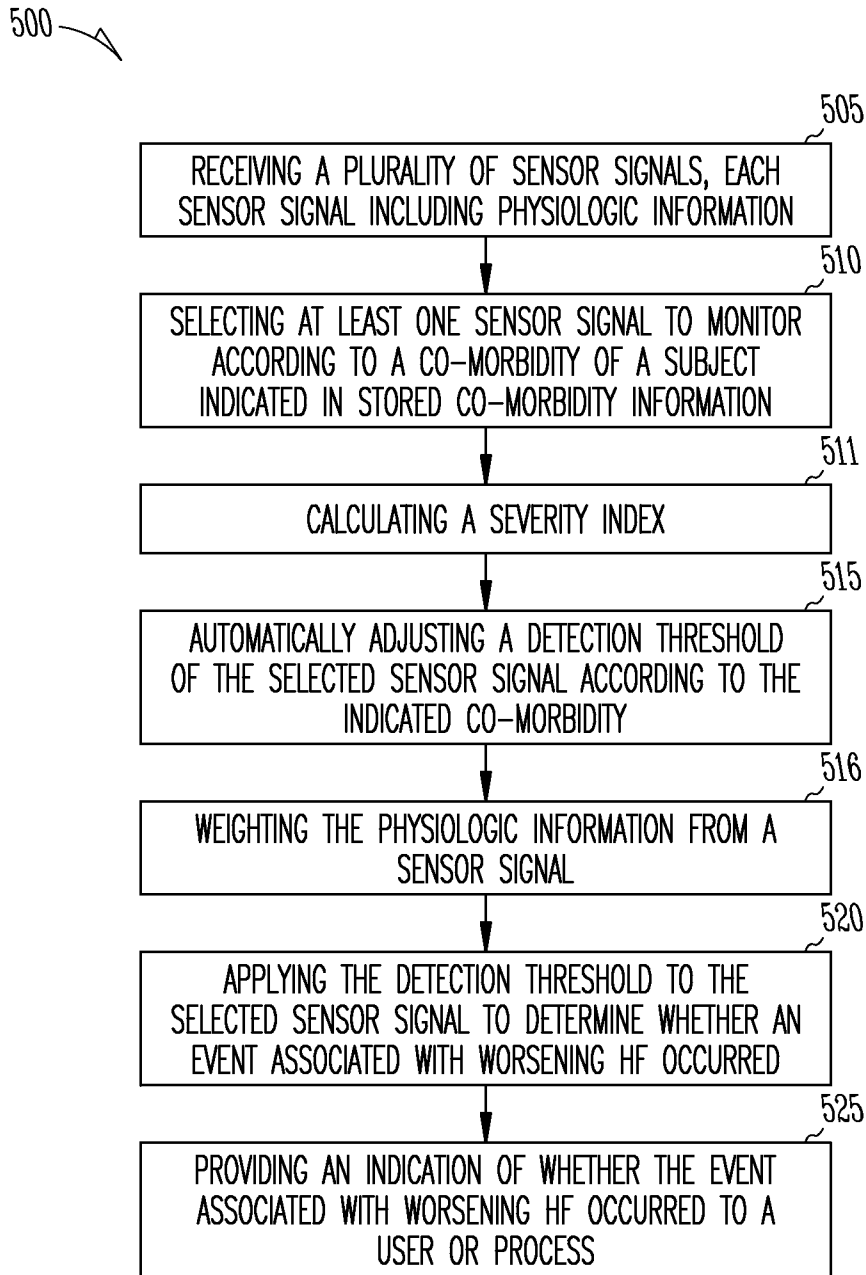 500
505
RECEIVING A PLURALITY OF SENSOR SIGNALS, EACH
SENSOR SIGNAL INCLUDING PHYSIOLOGIC INFORMATION
510
SELECTING AT LEAST ONE SENSOR SIGNAL TO MONITOR
ACCORDING TO A CO-MORBIDITY OF A SUBJECT
INDICATED IN STORED CO-MORBIDITY INFORMATION
511
CALCULATING A SEVERITY INDEX
515
AUTOMATICALLY ADJUSTING A DETECTION THRESHOLD
OF THE SELECTED SENSOR SIGNAL ACCORDING TO THE
INDICATED CO-MORBIDITY
516
WEIGHTING THE PHYSIOLOGIC INFORMATION FROM A
SENSOR SIGNAL
520
APPLYING THE DETECTION THRESHOLD TO THE
SELECTED SENSOR SIGNAL TO DETERMINE WHETHER AN
EVENT ASSOCIATED WITH WORSENING HF OCCURRED
525
PROVIDING AN INDICATION OF WHETHER THE EVENT
ASSOCIATED WITH WORSENING HF OCCURRED TO A
USER OR PROCESS